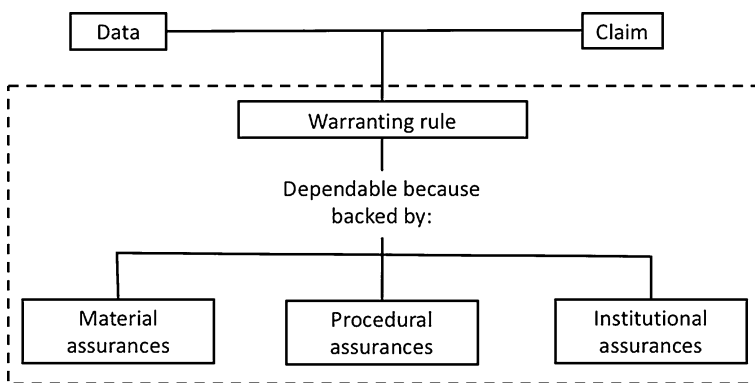 Data
Claim
Warranting rule
Dependable because
backed by:
Material
assurances
Procedural
assurances
Institutional
assurances